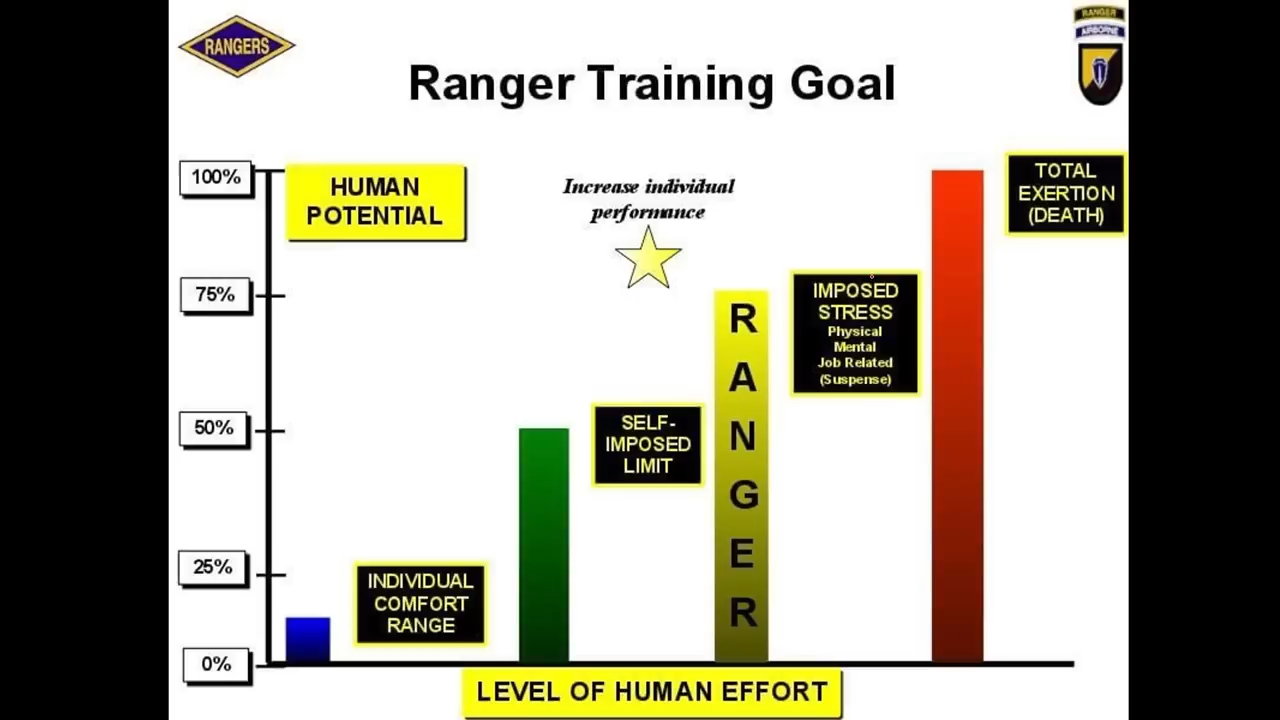 RANGERS
RANGER
AIRBORNE
Ranger Training Goal
100%
75%
50%
25%
0%
HUMAN
POTENTIAL
Increase individual
performance
TOTAL
EXERTION
(DEATH)
IMPOSED
STRESS
Physical
Mental
Job Related
(Suspense)
RANGER
SELF-
IMPOSED
LIMIT
INDIVIDUAL
COMFORT
RANGE
LEVEL OF HUMAN EFFORT